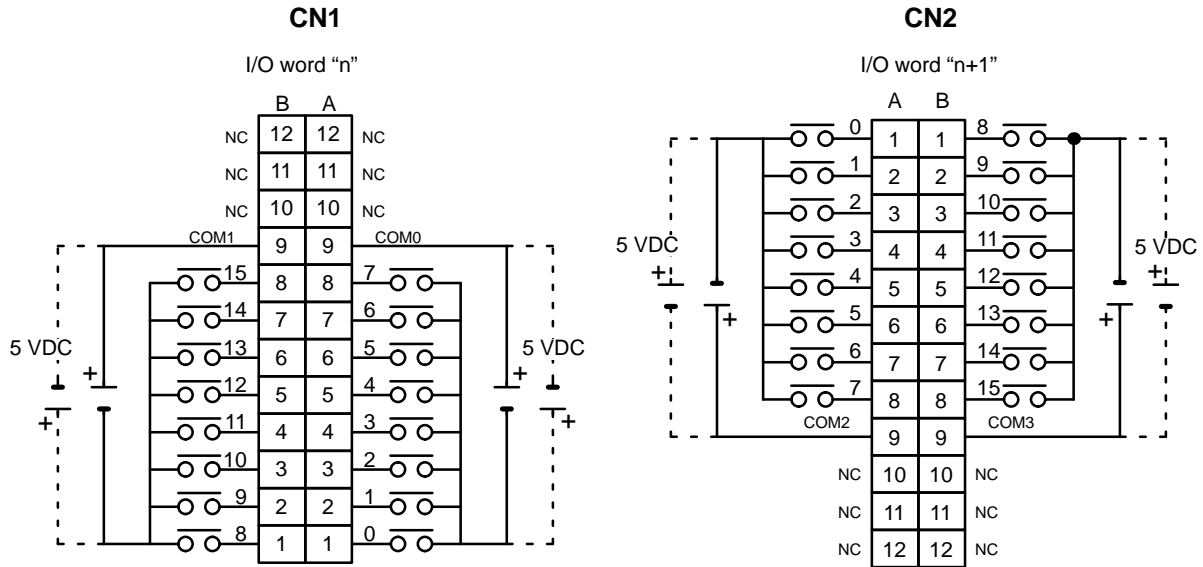 CN1
I/O word “n”
B A
NC 12 12 NC
NC 11 11 NC
NC 10 10 NC
COM1 9 9 COM0
15 8 8 7
14 7 7 6
13 6 6 5
12 5 5 4
11 4 4 3
10 3 3 2
9 2 2 1
8 1 1 0
5 VDC
+
+
5 VDC
+
+
CN2
I/O word “n+1”
A B
0 1 1 8
1 2 2 9
2 3 3 10
3 4 4 11
4 5 5 12
5 6 6 13
6 7 7 14
7 8 8 15
COM2 9 9 COM3
NC 10 10 NC
NC 11 11 NC
NC 12 12 NC
5 VDC
+
+
5 VDC
+
+